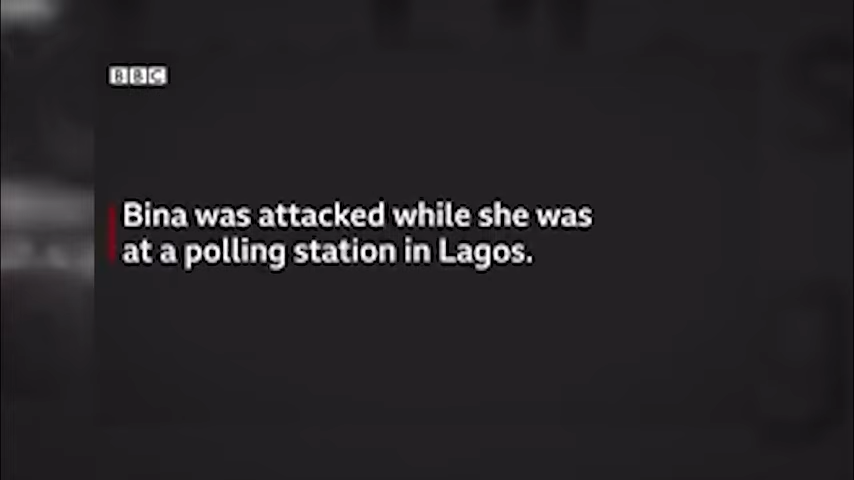 BBC
Bina was attacked while she was
at a polling station in Lagos.